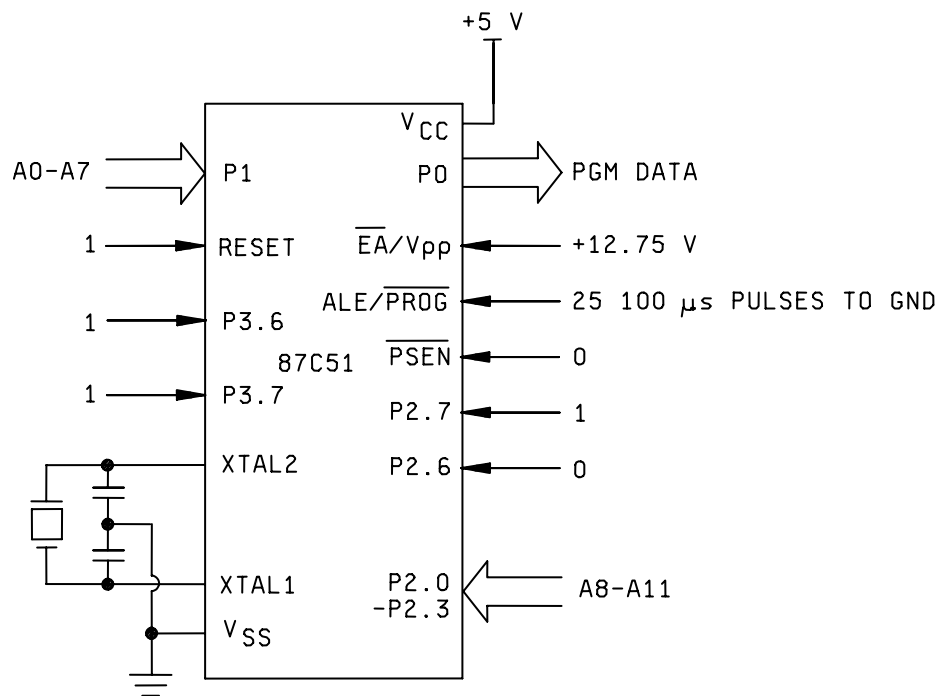 +5 V
VCC
A0-A7
P1
P0
PGM DATA
1
RESET
EA/Vpp
+12.75 V
ALE/PROG
25 100 μs PULSES TO GND
1
P3.6
87C51
PSEN
0
1
P3.7
P2.7
1
XTAL2
P2.6
0
XTAL1
P2.0
-P2.3
A8-A11
VSS